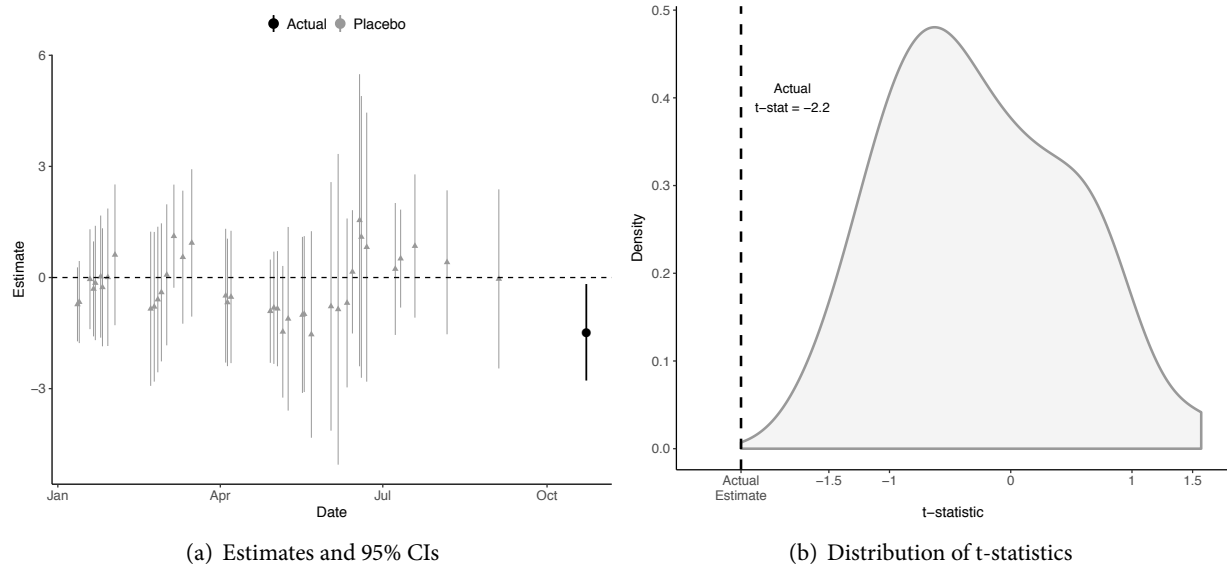 Actual Placebo
6
3
0
−3
Estimate
Jan Apr Jul Oct
Date
(a) Estimates and 95% CIs
0.5
0.4
0.3
0.2
0.1
0.0
Density
Actual
t−stat = −2.2
Actual
Estimate
−1.5 −1 0 1 1.5
t−statistic
(b) Distribution of t-statistics